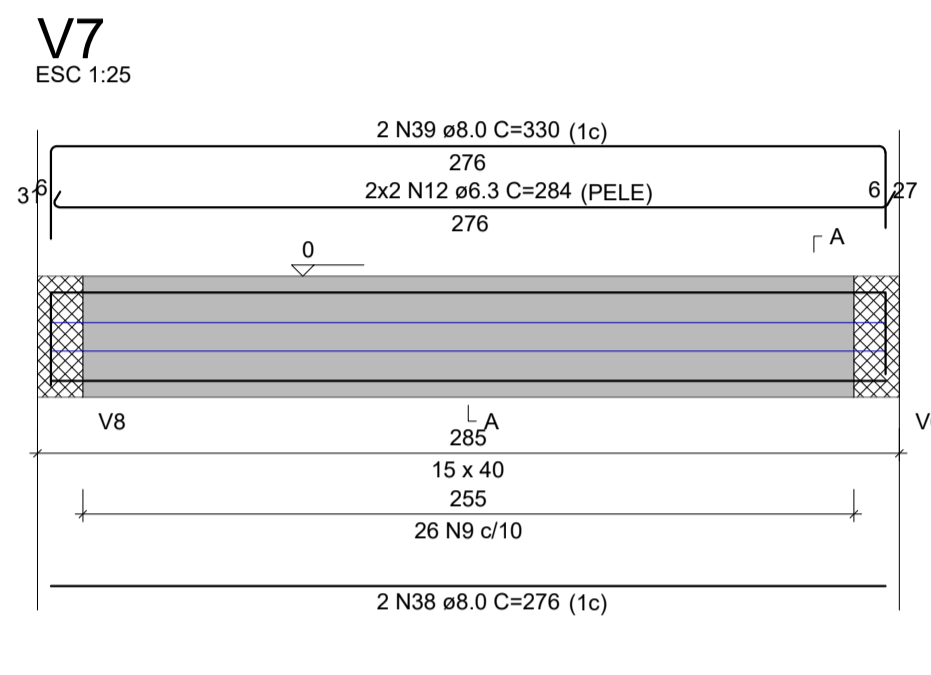 V7
ESC 1:25
2 N39 ø8.0 C=330 (1c)
276
31
6
2x2 N12 ø6.3 C=284 (PELE)
6
27
276
A
0
V8
A
V
285
15 x 40
255
26 N9 c/10
2 N38 ø8.0 C=276 (1c)